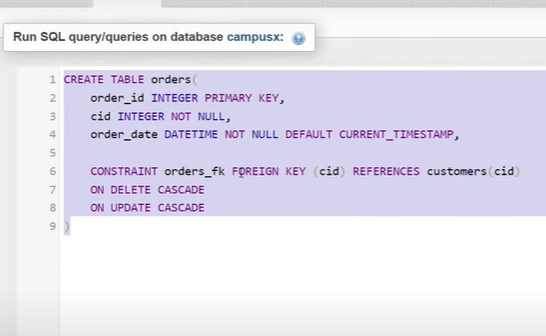 Run SQL query/queries on database campusx:
1 CREATE TABLE orders(
2 order_id INTEGER PRIMARY KEY,
3 cid INTEGER NOT NULL,
4 order_date DATETIME NOT NULL DEFAULT CURRENT_TIMESTAMP,
5
6 CONSTRAINT orders_fk FOREIGN KEY (cid) REFERENCES customers(cid)
7 ON DELETE CASCADE
8 ON UPDATE CASCADE
9 )